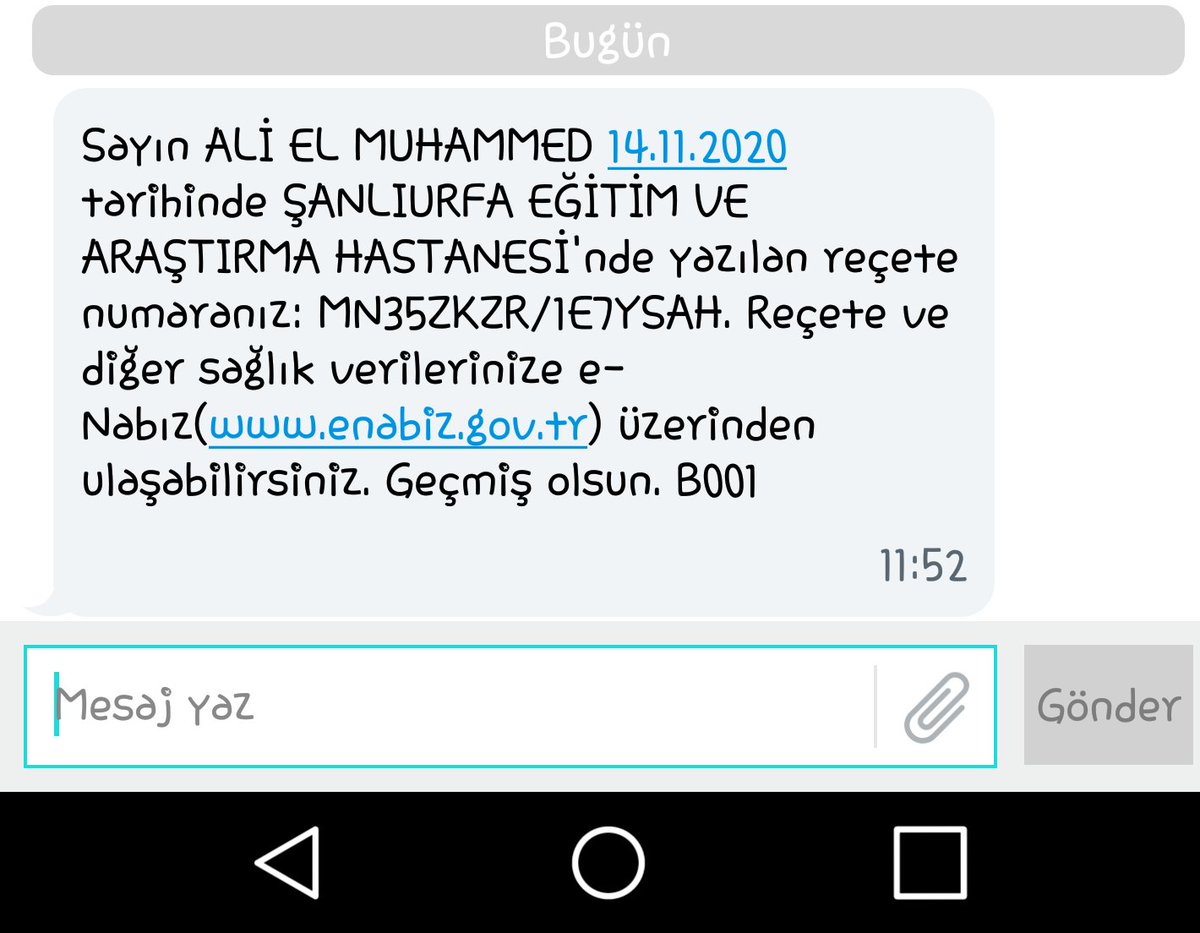 Bugün
Sayın ALİ EL MUHAMMED 14.11.2020
tarihinde ŞANLIURFA EĞİTİM VE
ARAŞTIRMA HASTANESİ'nde yazılan reçete
numaranız: MN35ZKZR/1E7YSAH. Reçete ve
diğer sağlık verilerinize e-
Nabız(www.enabiz.gov.tr) üzerinden
ulaşabilirsiniz. Geçmiş olsun. B001
11:52
Mesaj yaz
Gönder